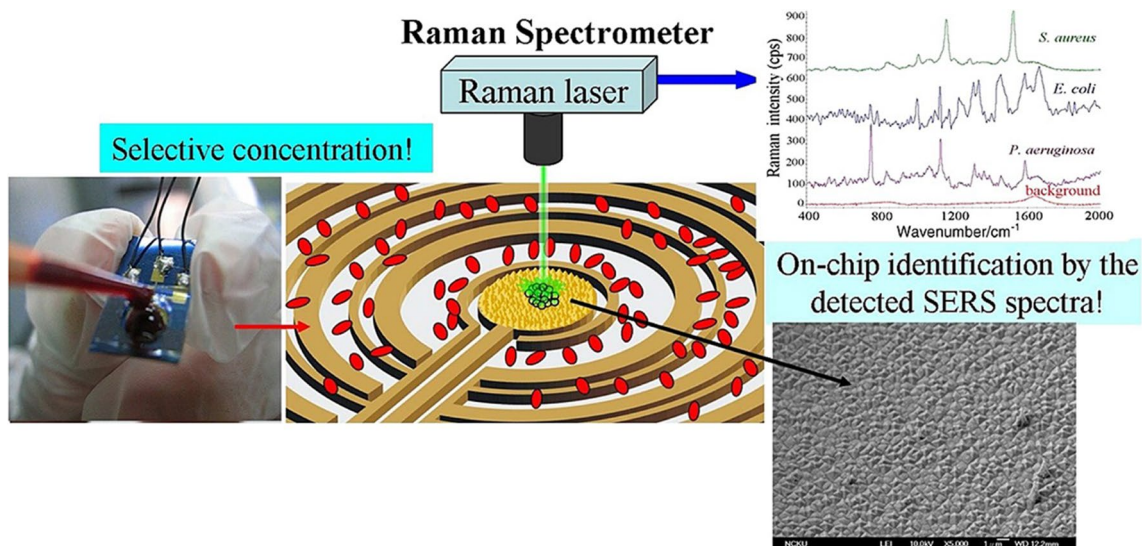 Raman Spectrometer
Raman laser
Selective concentration!
Raman intensity (cps)
900
800
700
600
500
400
300
200
100
0
S. aureus
E. coli
P. aeruginosa
background
400 800 1200 1600 2000
Wavenumber/cm⁻¹
On-chip identification by the
detected SERS spectra!
NCKU LEI 10.0kV X5,000 1μm WD 12.2mm